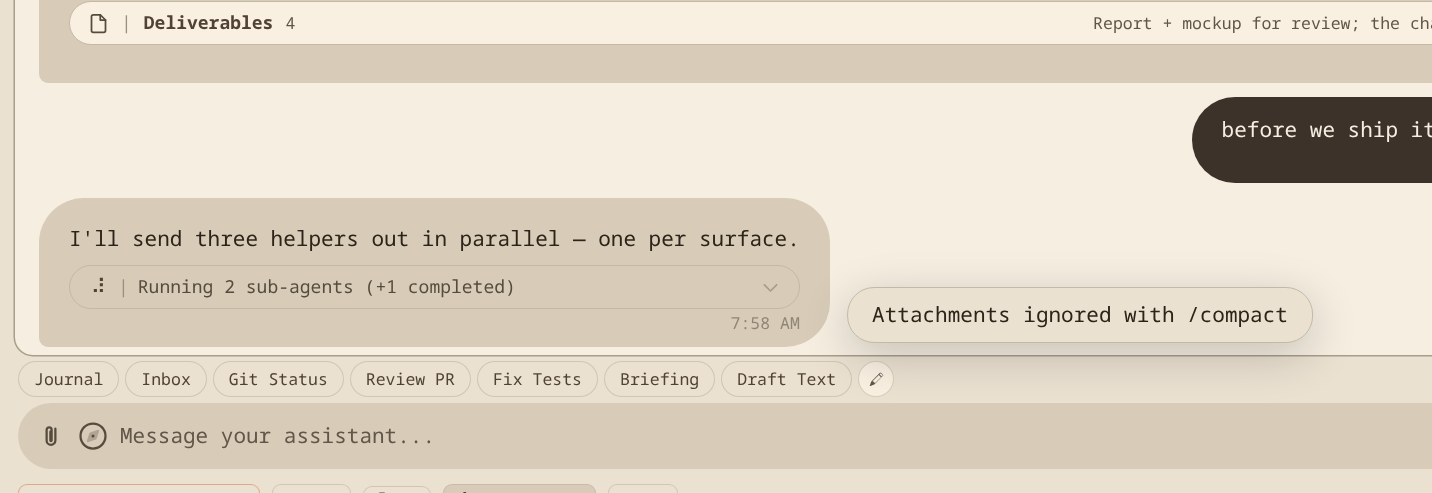 Deliverables 4
Report + mockup for review; the
before we ship it
I'll send three helpers out in parallel — one per surface.
Running 2 sub-agents (+1 completed)
7:58 AM
Attachments ignored with /compact
Journal
Inbox
Git Status
Review PR
Fix Tests
Briefing
Draft Text
Message your assistant...